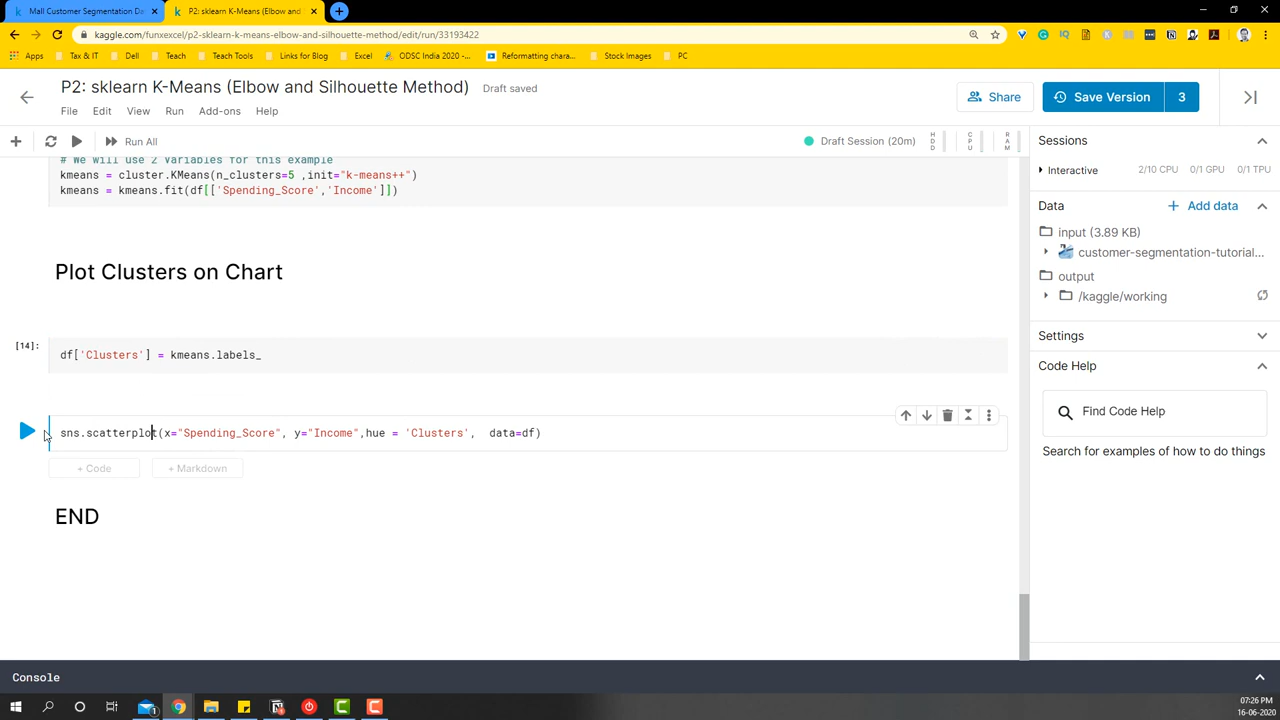 Mall Customer Segmentation Da
P2: sklearn K-Means (Elbow and
kaggle.com/funxexcel/p2-sklearn-k-means-elbow-and-silhouette-method/edit/run/33193422
Apps Tax & IT Dell Teach Teach Tools Links for Blog Excel ODSC India 2020 -... Reformatting chara... Stock Images PC
P2: sklearn K-Means (Elbow and Silhouette Method) Draft saved
Share Save Version 3
File Edit View Run Add-ons Help
Run All Draft Session (20m) HDD CPU RAM
Sessions
Interactive 2/10 CPU 0/1 GPU 0/1 TPU
Data + Add data
input (3.89 KB)
customer-segmentation-tutorial...
output
/kaggle/working
Settings
Code Help
Find Code Help
Search for examples of how to do things
# We will use 2 Variables for this example
kmeans = cluster.KMeans(n_clusters=5 ,init="k-means++")
kmeans = kmeans.fit(df[['Spending_Score','Income']])
Plot Clusters on Chart
[14]:
df['Clusters'] = kmeans.labels_
sns.scatterplot(x="Spending_Score", y="Income",hue = 'Clusters',  data=df)
+ Code + Markdown
END
Console
07:26 PM
16-06-2020